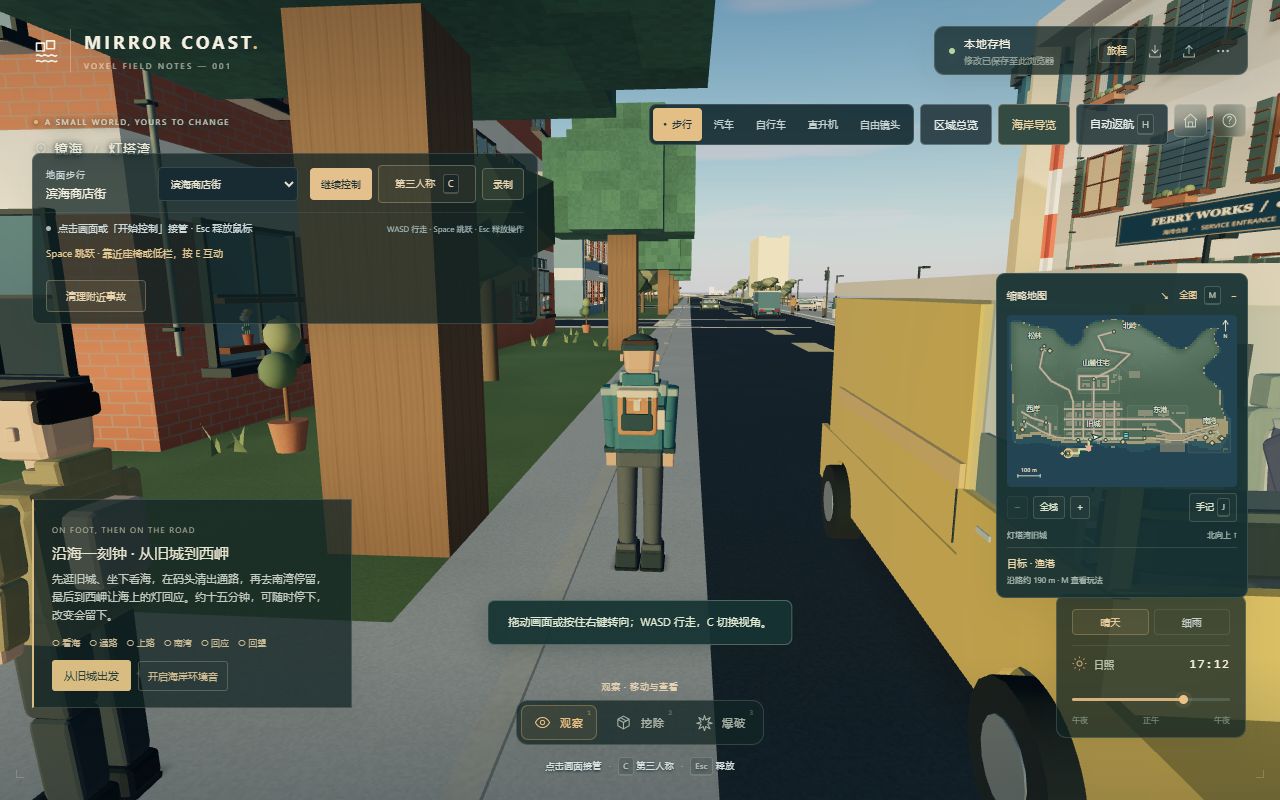 MIRROR COAST.
VOXEL FIELD NOTES — 001
A SMALL WORLD, YOURS TO CHANGE
镜海 / 灯塔湾
地面步行
滨海商店街
滨海商店街
继续控制
第三人称 C
录制
点击画面或「开始控制」接管 · Esc 释放鼠标
WASD 行走 · Space 跳跃 · Esc 释放操作
Space 跳跃 · 靠近座椅或低栏，按 E 互动
清理附近事故
本地存档
修改已保存至此浏览器
旅程
步行
汽车
自行车
直升机
自由镜头
区域总览
海岸导览
自动返航 H
FERRY WORKS /
SERVICE ENTRANCE
缩略地图
全图 M
松林
北岭
N
山麓住宅
西岸
东港
旧城
南湾
100 m
全域
手记 J
灯塔湾旧城
北向上 ↑
目标 · 渔港
沿路约 190 m · M 查看玩法
晴天
细雨
日照
17:12
午夜
正午
午夜
ON FOOT, THEN ON THE ROAD
沿海一刻钟 · 从旧城到西岬
先逛旧城、坐下看海，在码头清出通路，再去南湾停留，
最后到西岬让海上的灯回应。约十五分钟，可随时停下，
改变会留下。
看海
通路
上路
南湾
回应
回望
从旧城出发
开启海岸环境音
拖动画面或按住右键转向；WASD 行走，C 切换视角。
观察 · 移动与查看
观察 1
挖除 2
爆破 3
点击画面接管 · C 第三人称 · Esc 释放